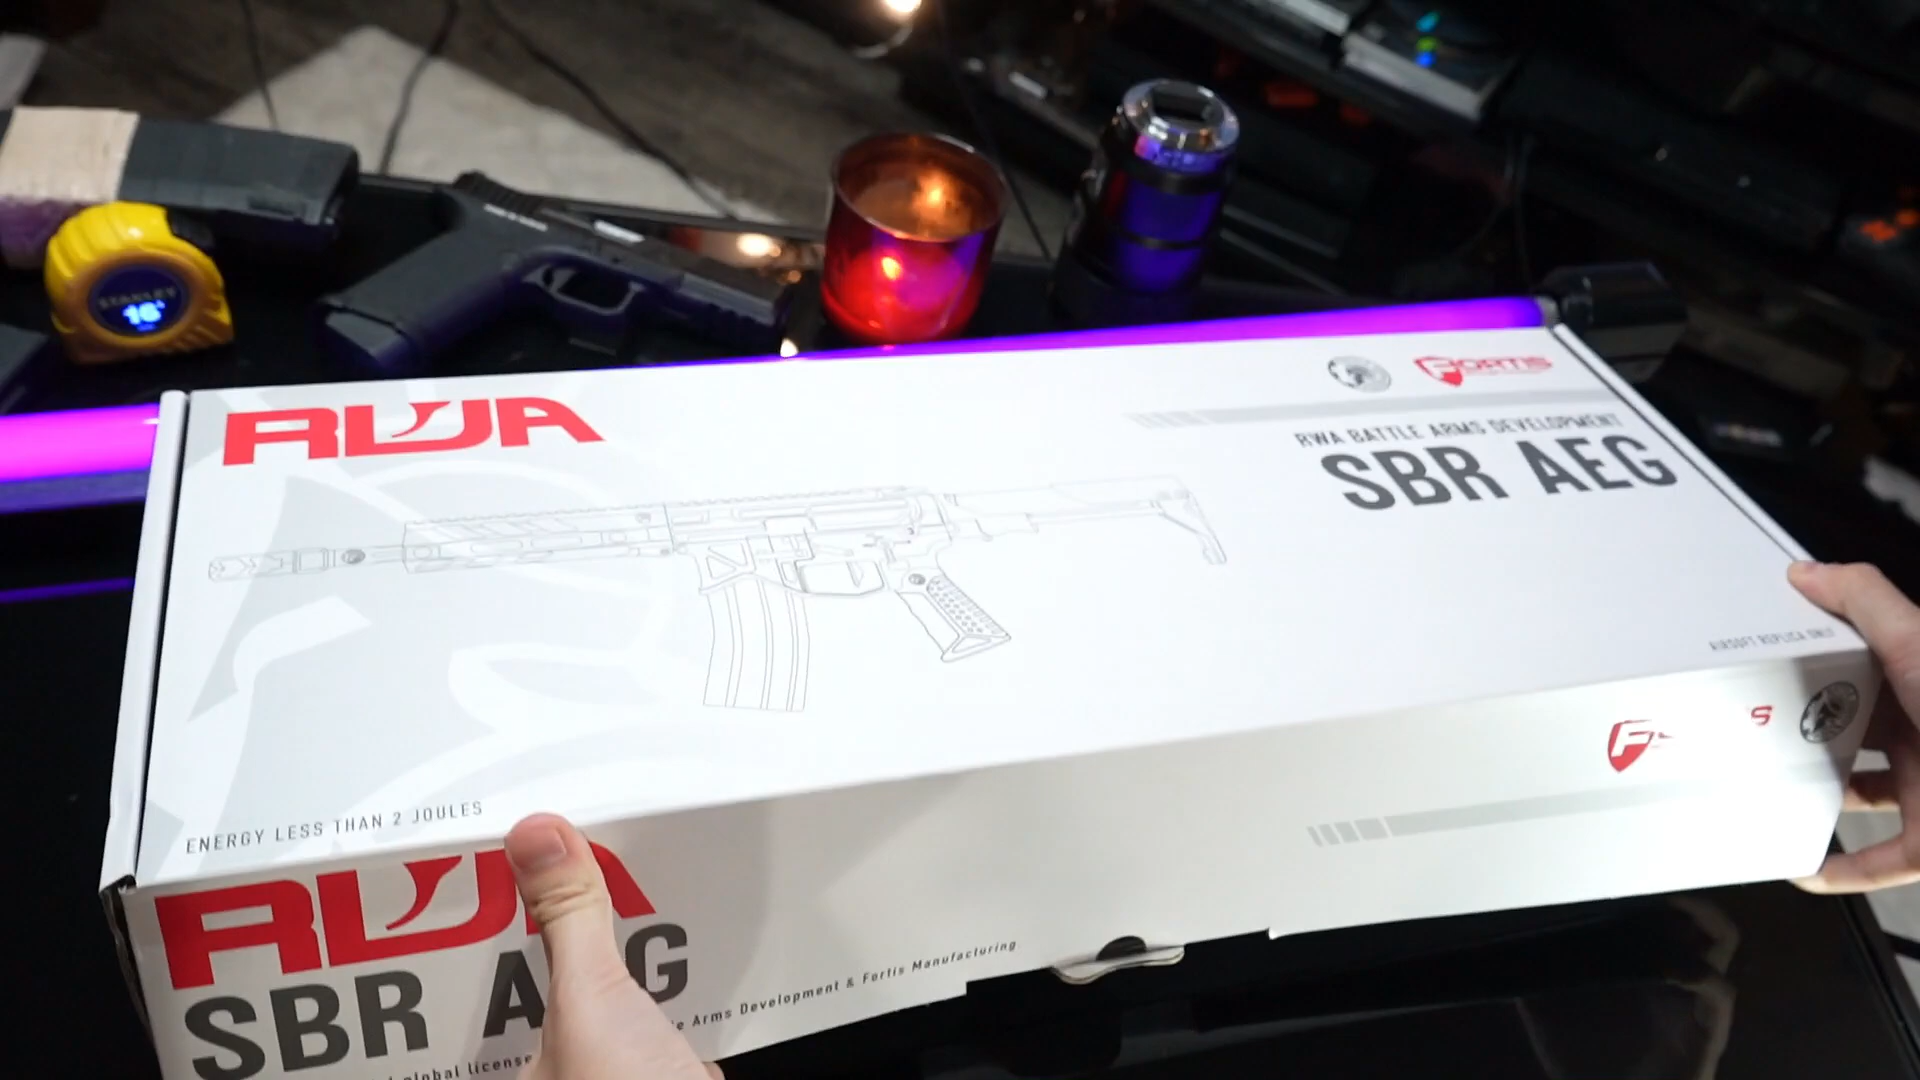 STANLEY
16'
RWA
FORTIS
RWA BATTLE ARMS DEVELOPMENT
SBR AEG
AIRSOFT REPLICA ONLY
ENERGY LESS THAN 2 JOULES
RWA
SBR A G
Arms Development & Fortis Manufacturing
global license